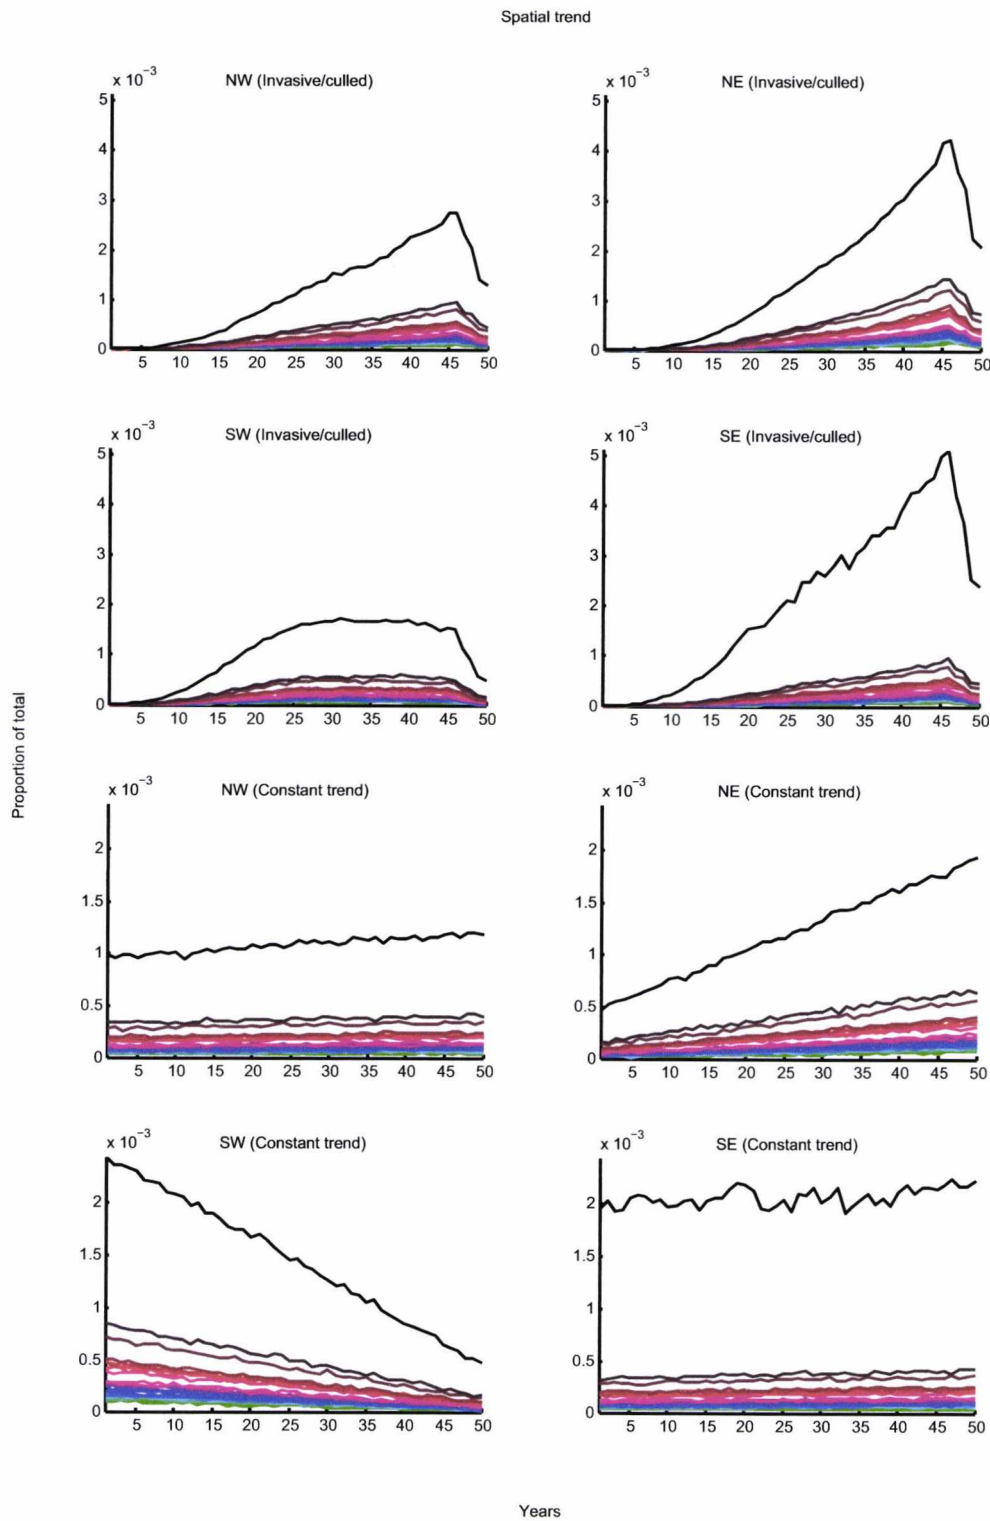 Spatial trend
x 10⁻³ NW (Invasive/culled)
5
4
3
2
1
0
5 10 15 20 25 30 35 40 45 50
x 10⁻³ NE (Invasive/culled)
5
4
3
2
1
0
5 10 15 20 25 30 35 40 45 50
x 10⁻³ SW (Invasive/culled)
5
4
3
2
1
0
5 10 15 20 25 30 35 40 45 50
x 10⁻³ SE (Invasive/culled)
5
4
3
2
1
0
5 10 15 20 25 30 35 40 45 50
Proportion of total
x 10⁻³ NW (Constant trend)
2
1.5
1
0.5
0
5 10 15 20 25 30 35 40 45 50
x 10⁻³ NE (Constant trend)
2
1.5
1
0.5
0
5 10 15 20 25 30 35 40 45 50
x 10⁻³ SW (Constant trend)
2
1.5
1
0.5
0
5 10 15 20 25 30 35 40 45 50
x 10⁻³ SE (Constant trend)
2
1.5
1
0.5
0
5 10 15 20 25 30 35 40 45 50
Years